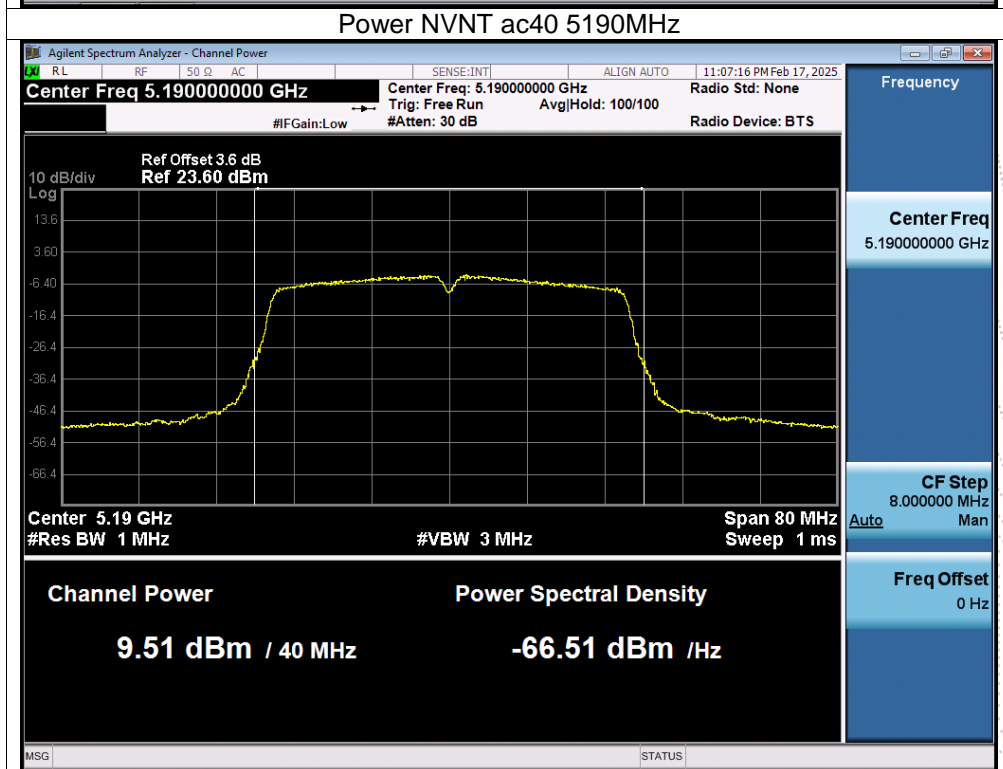 Power NVNT ac40 5190MHz
Agilent Spectrum Analyzer - Channel Power
LXI RL RF 50 Ω AC SENSE:INT ALIGN AUTO 11:07:16 PM Feb 17, 2025
Center Freq 5.190000000 GHz
Center Freq: 5.190000000 GHz
Radio Std: None
Trig: Free Run Avg|Hold: 100/100
#IFGain:Low
#Atten: 30 dB
Radio Device: BTS
Frequency
Ref Offset 3.6 dB
10 dB/div Ref 23.60 dBm
Log
13.6
3.60
-6.40
-16.4
-26.4
-36.4
-46.4
-56.4
-66.4
Center 5.19 GHz Span 80 MHz
#Res BW 1 MHz #VBW 3 MHz Sweep 1 ms
Center Freq
5.190000000 GHz
CF Step
8.000000 MHz
Auto Man
Freq Offset
0 Hz
Channel Power Power Spectral Density
9.51 dBm / 40 MHz -66.51 dBm /Hz
MSG STATUS